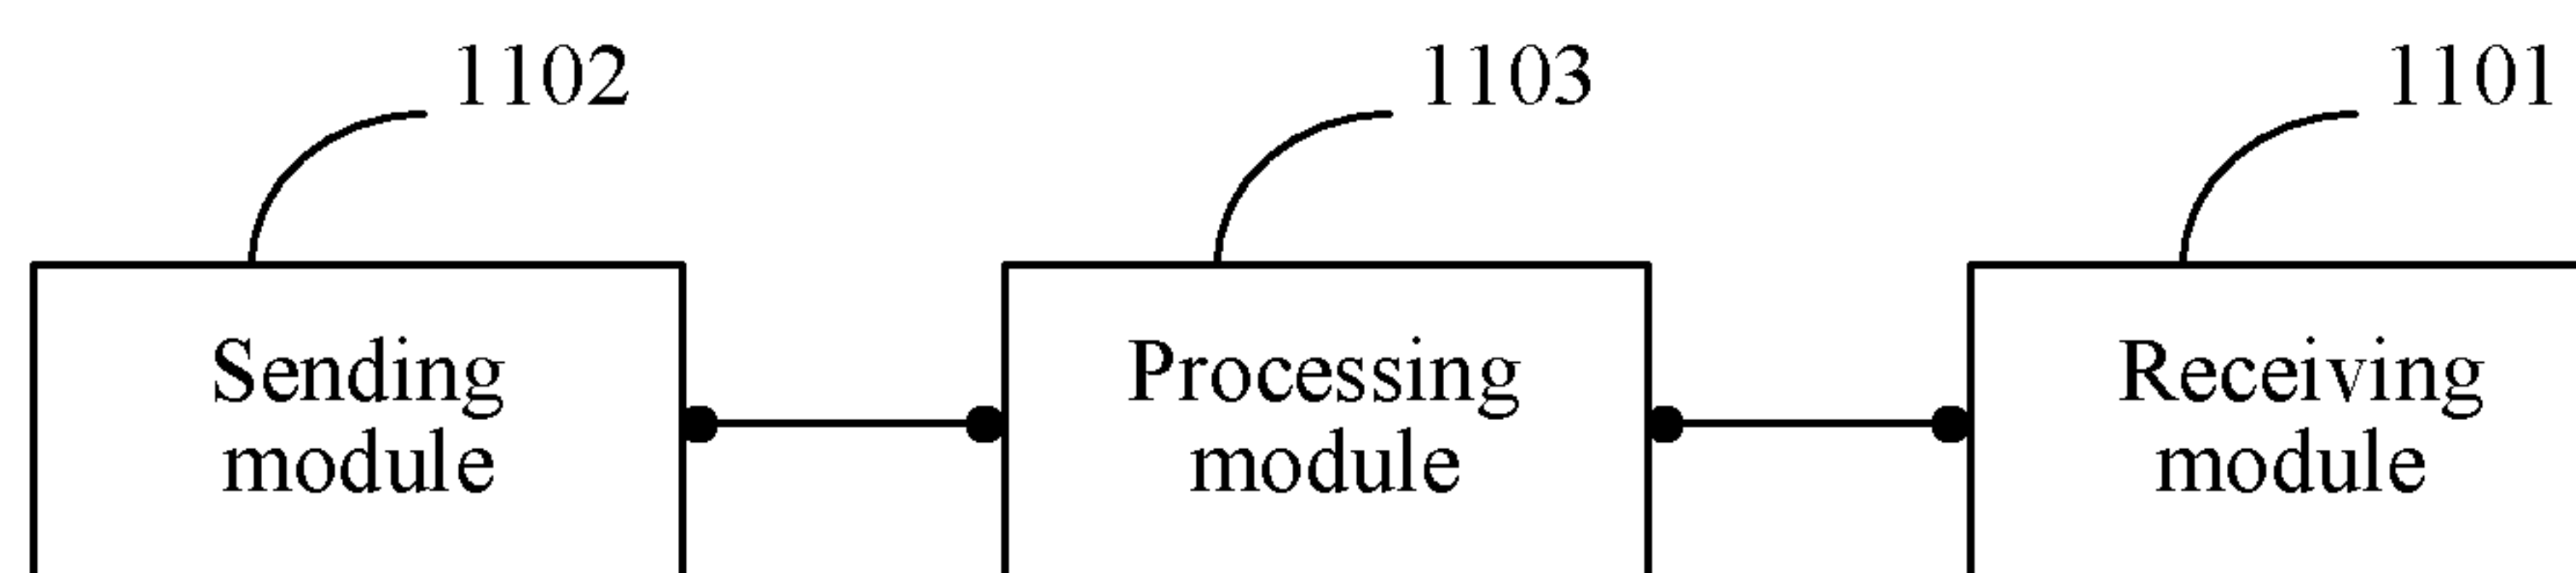 1102
1103
1101
Sending
module
Processing
module
Receiving
module